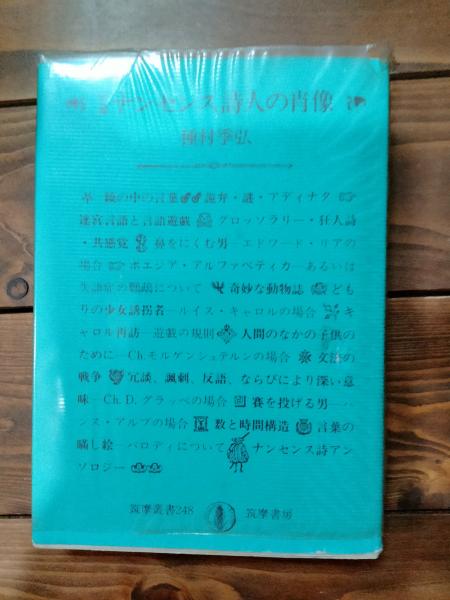 ナンセンス詩人の肖像
種村季弘
鏡の中の言葉 詭弁・謎・アディナタ
迷宮言語と言語遊戯 グロッソラリー・狂人詩
・共感覚 鼻をにくむ男—エドワード・リアの
場合 ポエジア・アルファベティカ—あるいは
失語症の鸚鵡について 奇妙な動物誌 ども
りの少女誘拐者—ルイス・キャロルの場合 キ
ャロル再訪—遊戯の規則 人間のなかの子供の
ために—Ch.モルゲンシュテルンの場合 文法の
戦争 冗談、諷刺、反語、ならびにより深い意
味—Ch.D.グラッベの場合 賽を投げる男—ハ
ンス・アルプの場合 数と時間構造 言葉の
騙し絵—パロディについて ナンセンス詩アン
ソロジー
筑摩叢書248 筑摩書房